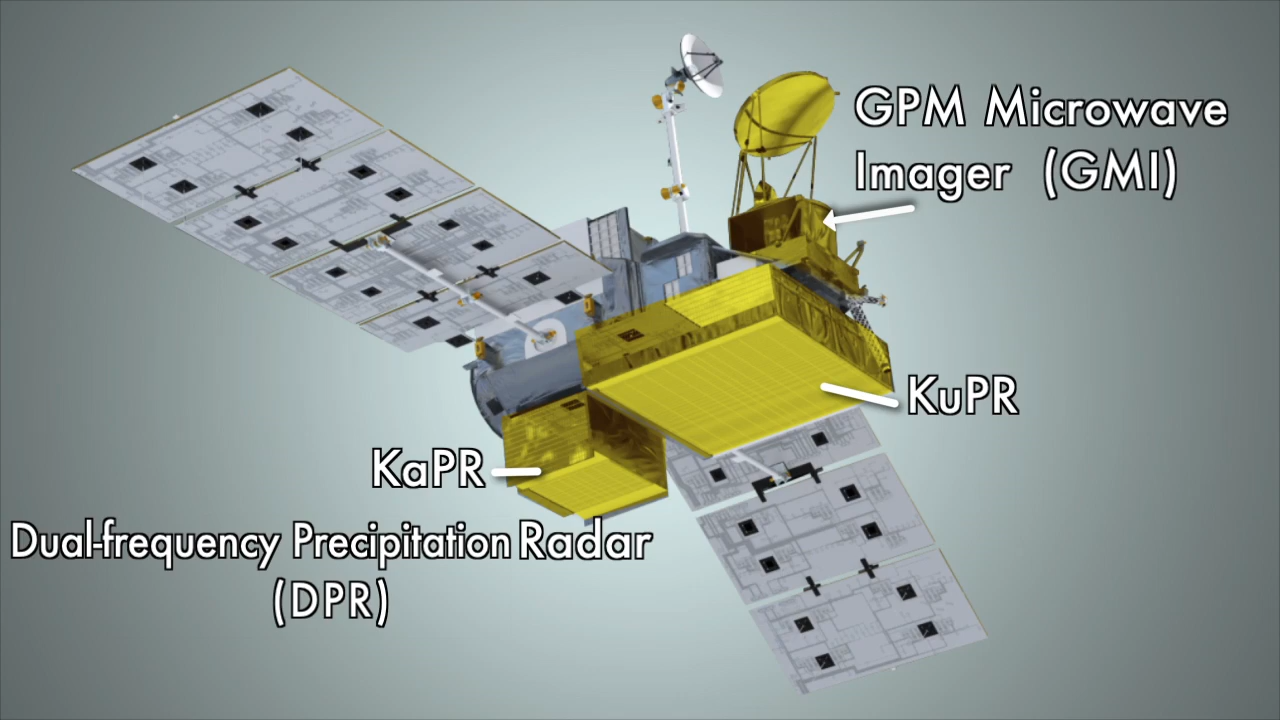 GPM Microwave
Imager (GMI)
KuPR
KaPR
Dual-frequency Precipitation Radar
(DPR)